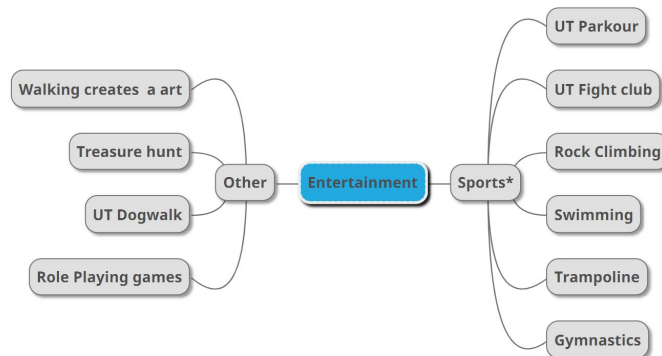 UT Parkour
Walking creates  a art
UT Fight club
Treasure hunt
Rock Climbing
Other
Entertainment
Sports*
UT Dogwalk
Swimming
Role Playing games
Trampoline
Gymnastics